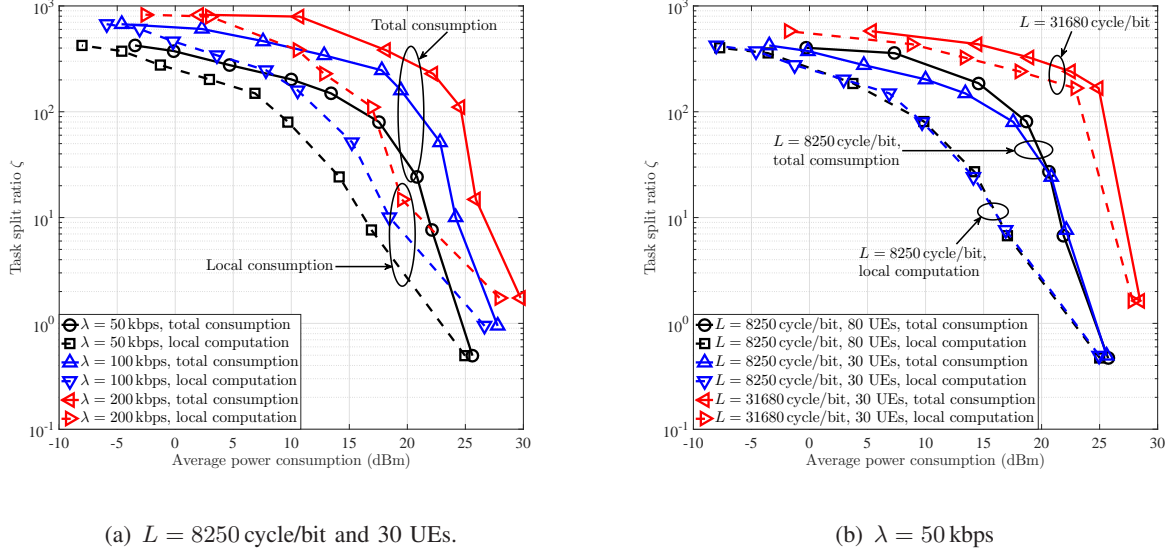 Task split ratio ζ
10^3
10^2
10^1
10^0
10^-1
Total consumption
Local consumption
λ = 50 kbps, total consumption
λ = 50 kbps, local computation
λ = 100 kbps, total consumption
λ = 100 kbps, local computation
λ = 200 kbps, total consumption
λ = 200 kbps, local computation
-10 -5 0 5 10 15 20 25 30
Average power consumption (dBm)
(a) L = 8250 cycle/bit and 30 UEs.
Task split ratio ζ
10^3
10^2
10^1
10^0
10^-1
L = 31680 cycle/bit
L = 8250 cycle/bit,
total comsumption
L = 8250 cycle/bit,
local computation
L = 8250 cycle/bit, 80 UEs, total consumption
L = 8250 cycle/bit, 80 UEs, local computation
L = 8250 cycle/bit, 30 UEs, total consumption
L = 8250 cycle/bit, 30 UEs, local computation
L = 31680 cycle/bit, 30 UEs, total consumption
L = 31680 cycle/bit, 30 UEs, local computation
-10 -5 0 5 10 15 20 25 30
Average power consumption (dBm)
(b) λ = 50 kbps